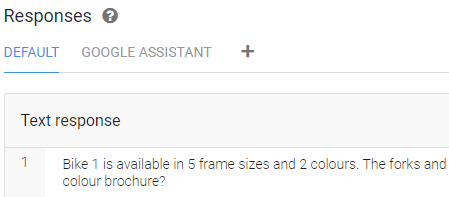 Responses ?
DEFAULT GOOGLE ASSISTANT +
Text response
1 Bike 1 is available in 5 frame sizes and 2 colours. The forks and
colour brochure?